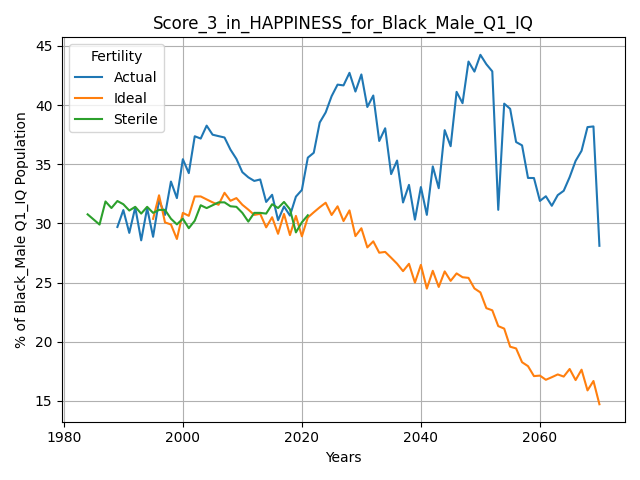 Score_3_in_HAPPINESS_for_Black_Male_Q1_IQ
% of Black_Male Q1_IQ Population
45
40
35
30
25
20
15
Fertility
Actual
Ideal
Sterile
1980
2000
2020
2040
2060
Years